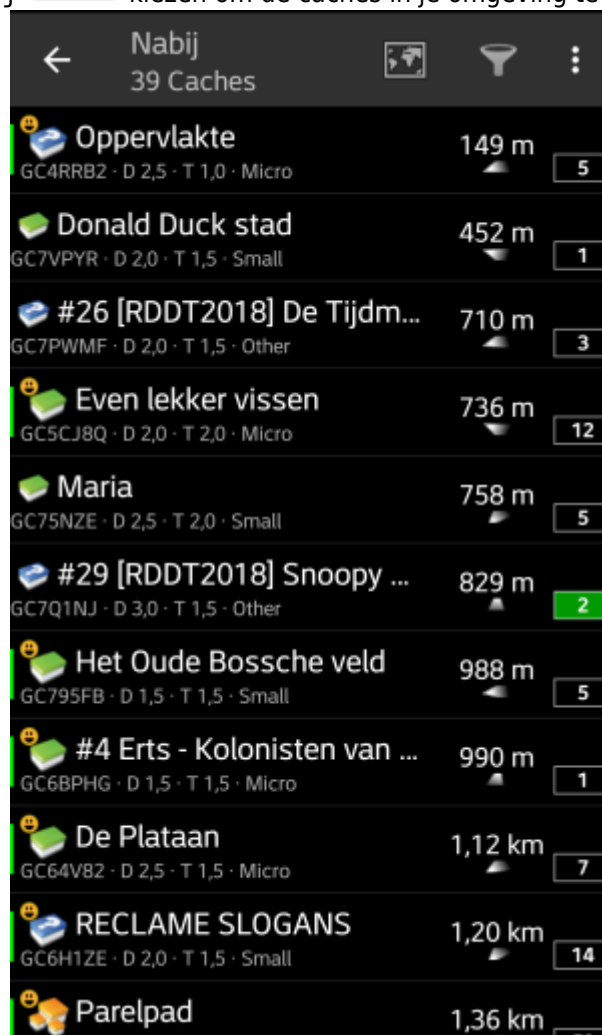 kiezen om de caches in je omgeving te
Nabij
39 Caches
Oppervlakte
149 m
GC4RRB2 · D 2,5 · T 1,0 · Micro
5
Donald Duck stad
452 m
GC7VPYR · D 2,0 · T 1,5 · Small
1
#26 [RDDT2018] De Tijdm...
710 m
GC7PWMF · D 2,0 · T 1,5 · Other
3
Even lekker vissen
736 m
GC5CJ8Q · D 2,0 · T 2,0 · Micro
12
Maria
758 m
GC75NZE · D 2,5 · T 2,0 · Small
5
#29 [RDDT2018] Snoopy ...
829 m
GC7Q1NJ · D 3,0 · T 1,5 · Other
2
Het Oude Bossche veld
988 m
GC795FB · D 1,5 · T 1,5 · Small
5
#4 Erts - Kolonisten van ...
990 m
GC6BPHG · D 1,5 · T 1,5 · Micro
1
De Plataan
1,12 km
GC64V82 · D 2,5 · T 1,5 · Micro
7
RECLAME SLOGANS
1,20 km
GC6H1ZE · D 2,0 · T 1,5 · Small
14
Parelpad
1,36 km